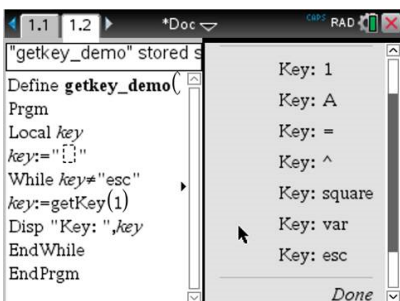 1.1 1.2 *Doc CAPS RAD
"getkey_demo" stored s
Define getkey_demo(
Prgm
Local key
key:=" "
While key≠"esc"
key:=getKey(1)
Disp "Key: ",key
EndWhile
EndPrgm
Key: 1
Key: A
Key: =
Key: ^
Key: square
Key: var
Key: esc
Done